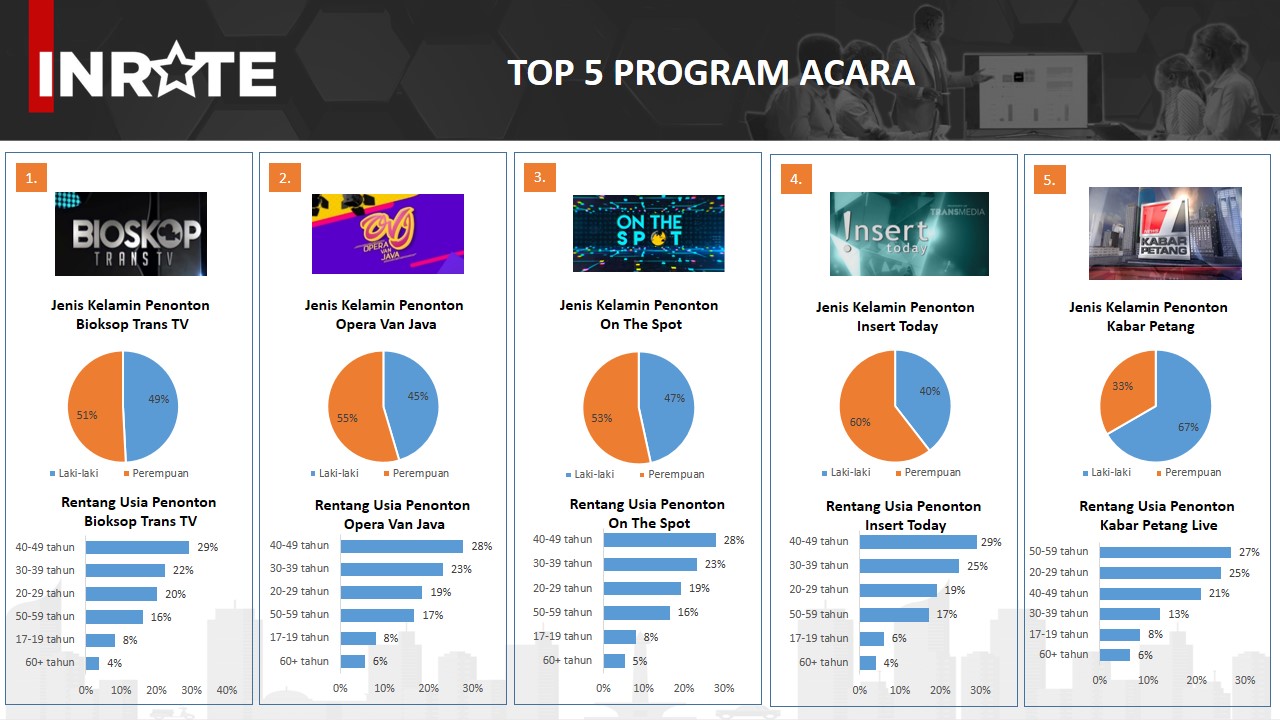 INRATE
TOP 5 PROGRAM ACARA
1.
BIOSKOP
TRANS TV
Jenis Kelamin Penonton
Bioksop Trans TV
49%
51%
Laki-laki
Perempuan
Rentang Usia Penonton
Bioksop Trans TV
40-49 tahun 29%
30-39 tahun 22%
20-29 tahun 20%
50-59 tahun 16%
17-19 tahun 8%
60+ tahun 4%
0% 10% 20% 30% 40%
2.
OVJ
OPERA
VAN
JAVA
Jenis Kelamin Penonton
Opera Van Java
45%
55%
Laki-laki
Perempuan
Rentang Usia Penonton
Opera Van Java
40-49 tahun 28%
30-39 tahun 23%
20-29 tahun 19%
50-59 tahun 17%
17-19 tahun 8%
60+ tahun 6%
0% 10% 20% 30%
3.
ON THE
SPOT
Jenis Kelamin Penonton
On The Spot
47%
53%
Laki-laki
Perempuan
Rentang Usia Penonton
On The Spot
40-49 tahun 28%
30-39 tahun 23%
20-29 tahun 19%
50-59 tahun 16%
17-19 tahun 8%
60+ tahun 5%
0% 10% 20% 30%
4.
TRANSMEDIA
!nsert
today
Jenis Kelamin Penonton
Insert Today
40%
60%
Laki-laki
Perempuan
Rentang Usia Penonton
Insert Today
40-49 tahun 29%
30-39 tahun 25%
20-29 tahun 19%
50-59 tahun 17%
17-19 tahun 6%
60+ tahun 4%
0% 10% 20% 30%
5.
KABAR
PETANG
Jenis Kelamin Penonton
Kabar Petang
33%
67%
Laki-laki
Perempuan
Rentang Usia Penonton
Kabar Petang Live
50-59 tahun 27%
20-29 tahun 25%
40-49 tahun 21%
30-39 tahun 13%
17-19 tahun 8%
60+ tahun 6%
0% 10% 20% 30%